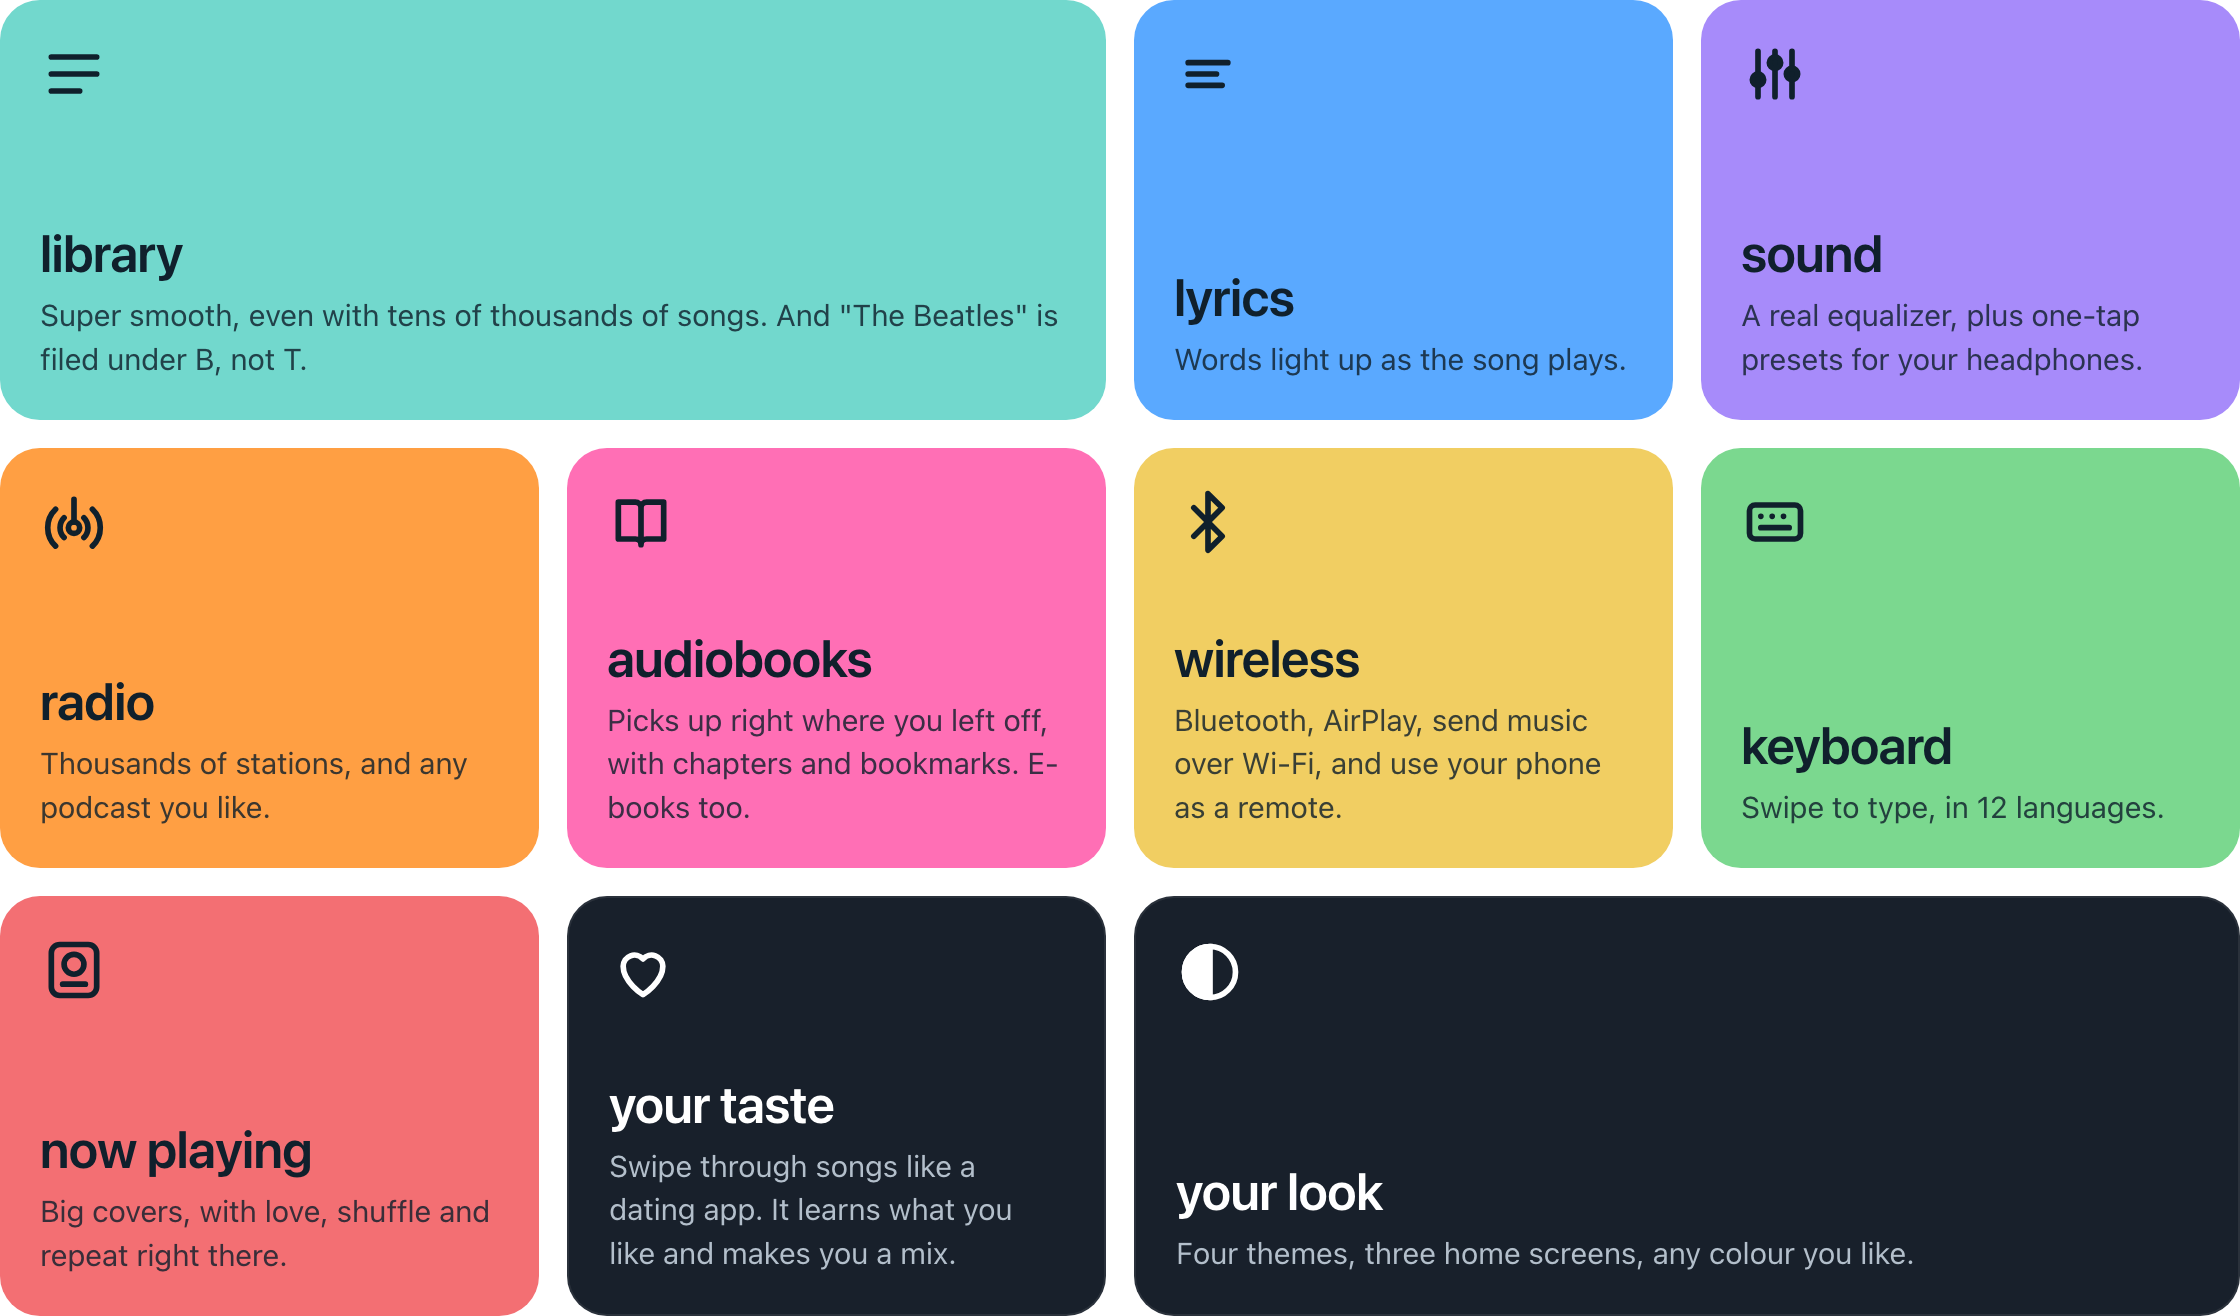 library
Super smooth, even with tens of thousands of songs. And "The Beatles" is
filed under B, not T.
lyrics
Words light up as the song plays.
sound
A real equalizer, plus one-tap
presets for your headphones.
radio
Thousands of stations, and any
podcast you like.
audiobooks
Picks up right where you left off,
with chapters and bookmarks. E-
books too.
wireless
Bluetooth, AirPlay, send music
over Wi-Fi, and use your phone
as a remote.
keyboard
Swipe to type, in 12 languages.
now playing
Big covers, with love, shuffle and
repeat right there.
your taste
Swipe through songs like a
dating app. It learns what you
like and makes you a mix.
your look
Four themes, three home screens, any colour you like.